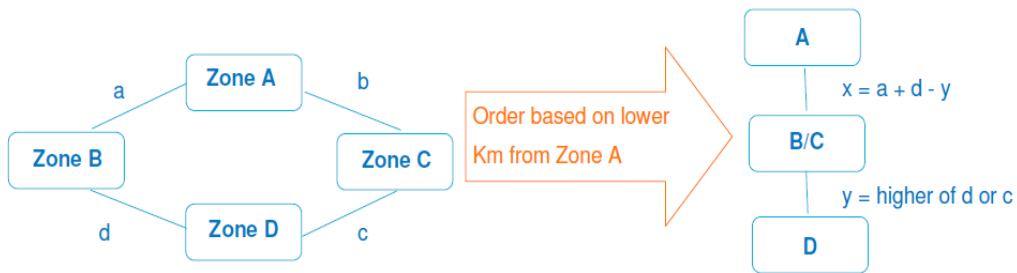 Zone A
a
b
Zone B
Zone C
d
Zone D
c
Order based on lower
Km from Zone A
A
x = a + d - y
B/C
y = higher of d or c
D